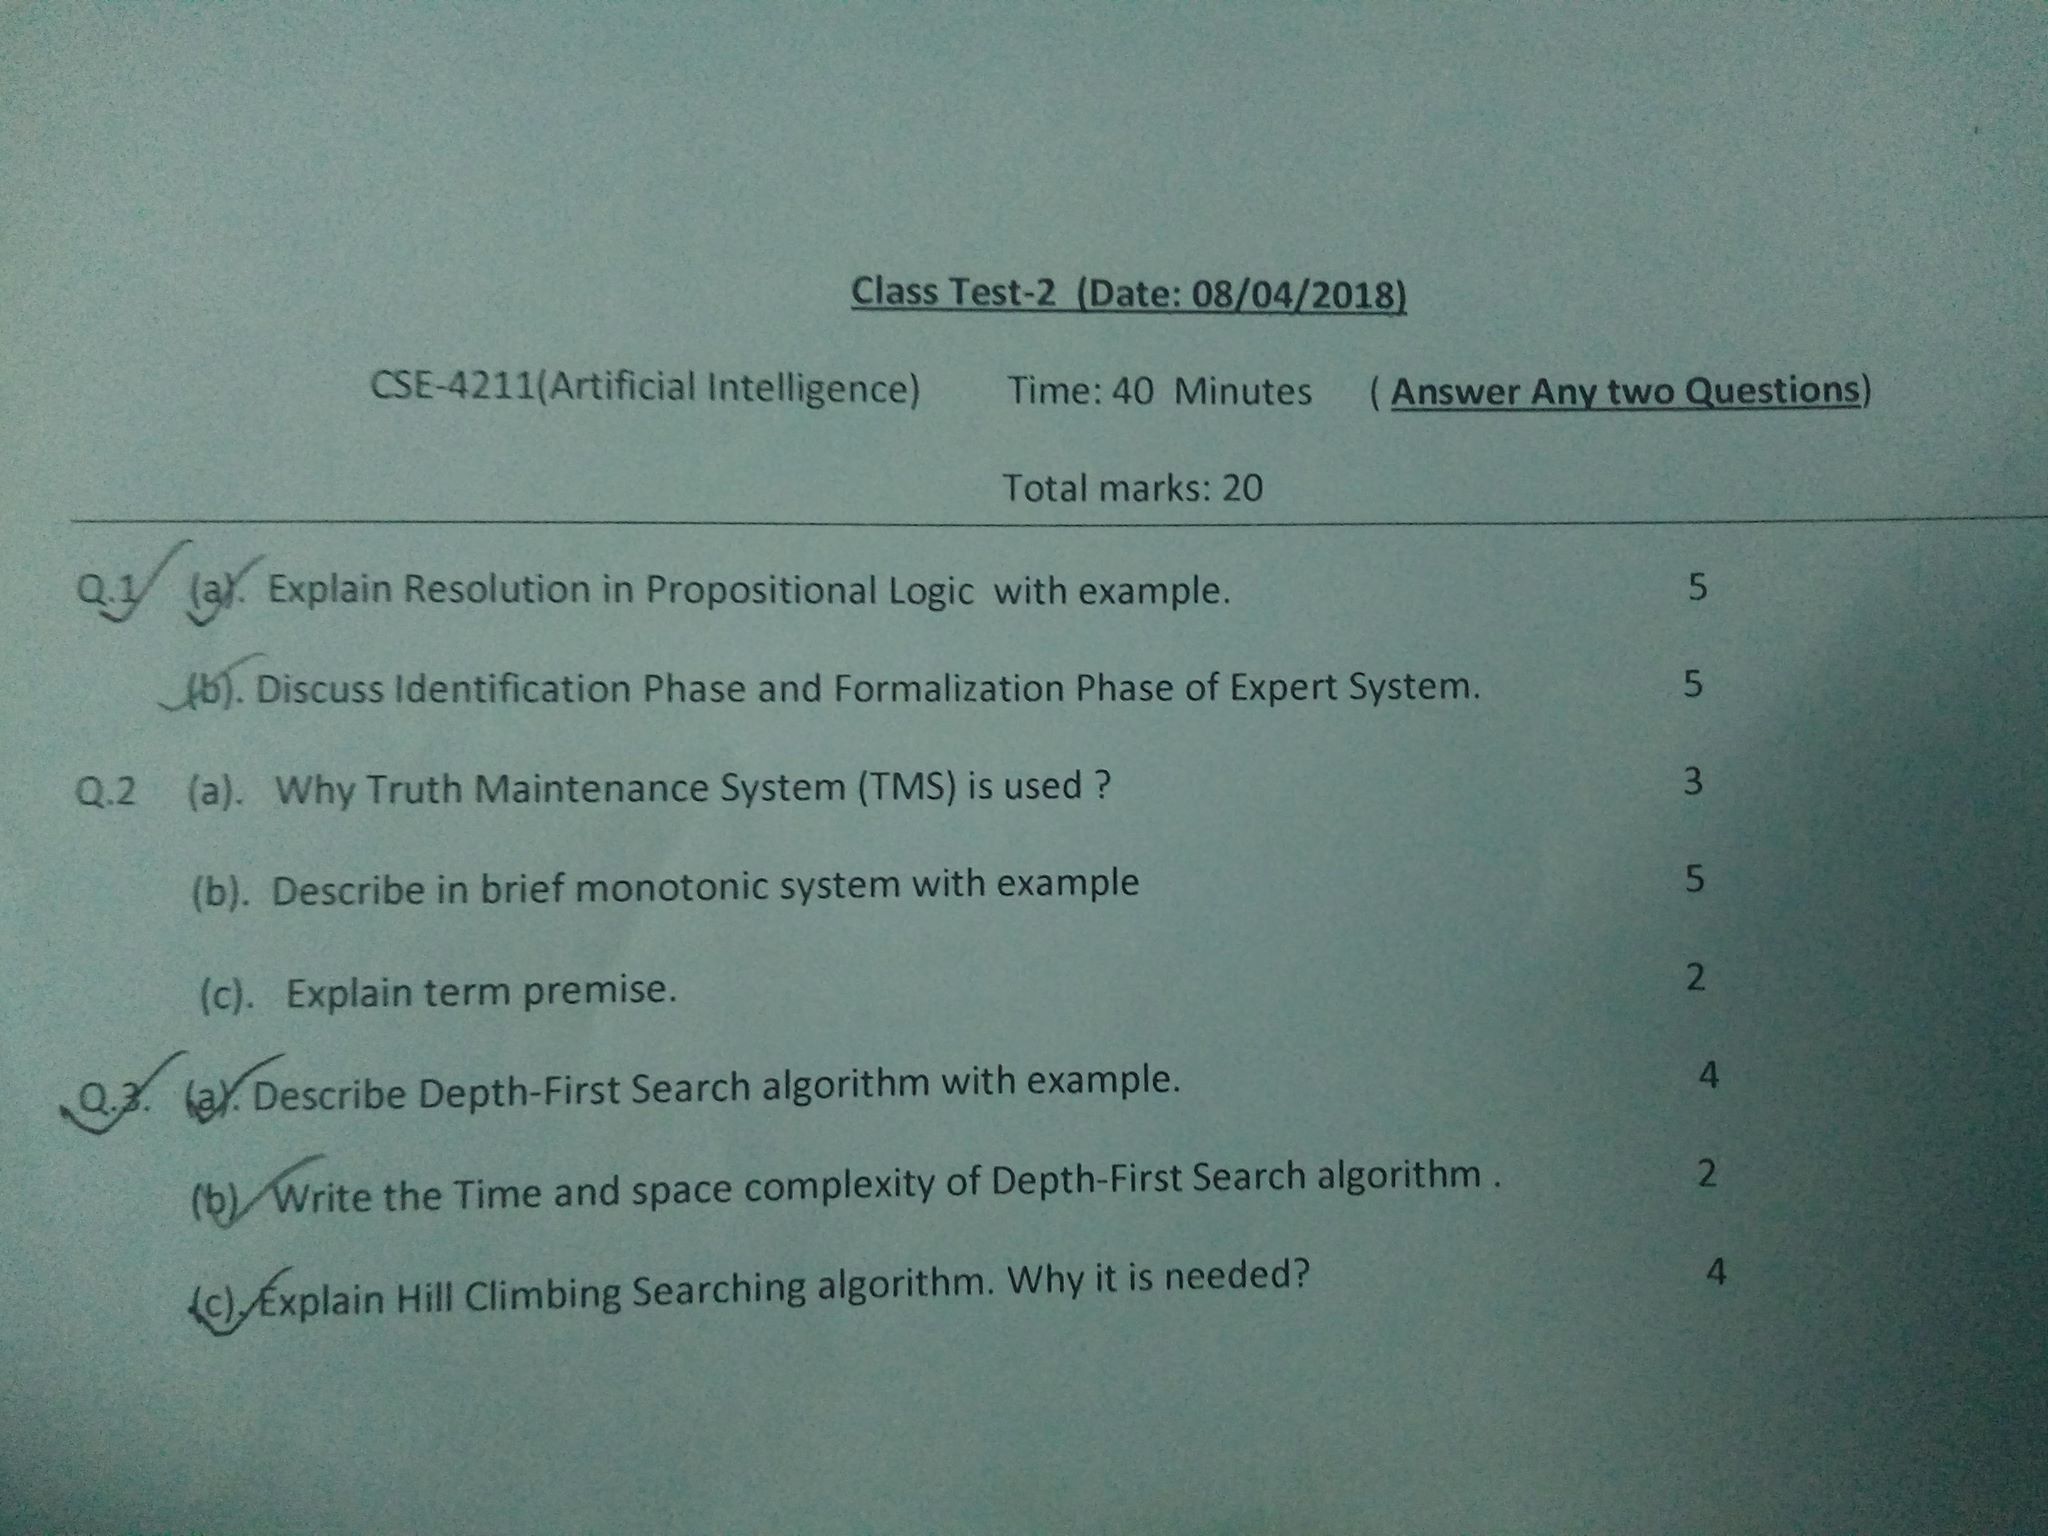 Class Test-2 (Date: 08/04/2018)
CSE-4211(Artificial Intelligence) Time: 40 Minutes ( Answer Any two Questions)
Total marks: 20
Q.1 (a). Explain Resolution in Propositional Logic with example. 5
(b). Discuss Identification Phase and Formalization Phase of Expert System. 5
Q.2 (a). Why Truth Maintenance System (TMS) is used ? 3
(b). Describe in brief monotonic system with example 5
(c). Explain term premise. 2
Q.3. (a). Describe Depth-First Search algorithm with example. 4
(b). Write the Time and space complexity of Depth-First Search algorithm . 2
(c). Explain Hill Climbing Searching algorithm. Why it is needed? 4